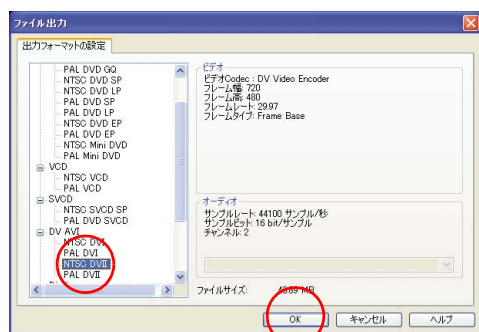 ファイル出力
出力フォーマットの設定
PAL DVD GQ
NTSC DVD SP
NTSC DVD LP
PAL DVD SP
PAL DVD LP
NTSC DVD EP
PAL DVD EP
NTSC Mini DVD
PAL Mini DVD
VCD
NTSC VCD
PAL VCD
SVCD
NTSC SVCD SP
PAL DVD SVCD
DV AVI
NTSC DVI
PAL DVI
NTSC DVII
PAL DVII
ビデオ
ビデオCodec : DV Video Encoder
フレーム幅: 720
フレーム高: 480
フレームレート: 29.97
フレームタイプ: Frame Base
オーディオ
サンプルレート: 44100 サンプル/秒
サンプルビット: 16 bit/サンプル
チャンネル: 2
ファイルサイズ: 46.89 MB
OK
キャンセル
ヘルプ